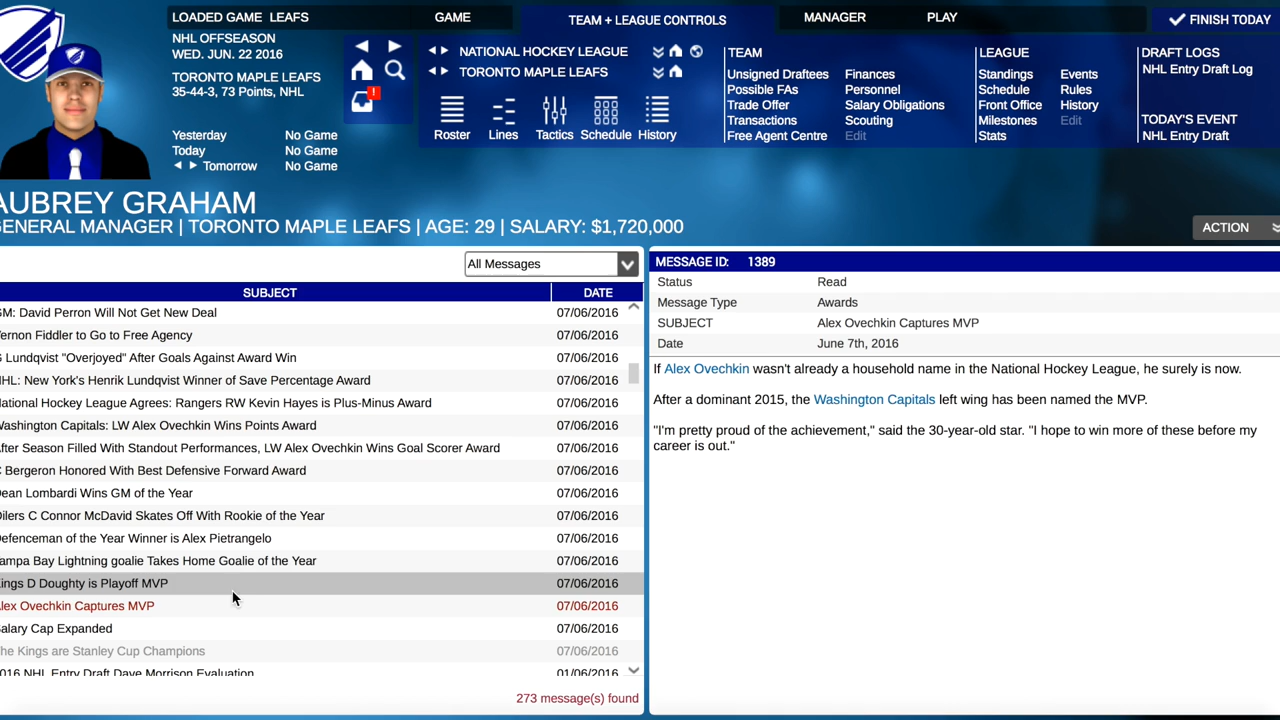 LOADED GAME LEAFS
GAME
TEAM + LEAGUE CONTROLS
MANAGER
PLAY
FINISH TODAY
NHL OFFSEASON
WED. JUN. 22 2016
TORONTO MAPLE LEAFS
35-44-3, 73 Points, NHL
Yesterday No Game
Today No Game
Tomorrow No Game
!
NATIONAL HOCKEY LEAGUE
TORONTO MAPLE LEAFS
Roster Lines Tactics Schedule History
TEAM
Unsigned Draftees Finances
Possible FAs Personnel
Trade Offer Salary Obligations
Transactions Scouting
Free Agent Centre Edit
LEAGUE
Standings Events
Schedule Rules
Front Office History
Milestones Edit
Stats
DRAFT LOGS
NHL Entry Draft Log
TODAY'S EVENT
NHL Entry Draft
AUBREY GRAHAM
GENERAL MANAGER | TORONTO MAPLE LEAFS | AGE: 29 | SALARY: $1,720,000
ACTION
All Messages
SUBJECT DATE
GM: David Perron Will Not Get New Deal 07/06/2016
ernon Fiddler to Go to Free Agency 07/06/2016
G Lundqvist "Overjoyed" After Goals Against Award Win 07/06/2016
HL: New York's Henrik Lundqvist Winner of Save Percentage Award 07/06/2016
ational Hockey League Agrees: Rangers RW Kevin Hayes is Plus-Minus Award 07/06/2016
Washington Capitals: LW Alex Ovechkin Wins Points Award 07/06/2016
fter Season Filled With Standout Performances, LW Alex Ovechkin Wins Goal Scorer Award 07/06/2016
C Bergeron Honored With Best Defensive Forward Award 07/06/2016
Dean Lombardi Wins GM of the Year 07/06/2016
Oilers C Connor McDavid Skates Off With Rookie of the Year 07/06/2016
Defenceman of the Year Winner is Alex Pietrangelo 07/06/2016
ampa Bay Lightning goalie Takes Home Goalie of the Year 07/06/2016
ings D Doughty is Playoff MVP 07/06/2016
lex Ovechkin Captures MVP 07/06/2016
alary Cap Expanded 07/06/2016
he Kings are Stanley Cup Champions 07/06/2016
016 NHL Entry Draft Dave Morrison Evaluation 01/06/2016
273 message(s) found
MESSAGE ID: 1389
Status Read
Message Type Awards
SUBJECT Alex Ovechkin Captures MVP
Date June 7th, 2016
If Alex Ovechkin wasn't already a household name in the National Hockey League, he surely is now.
After a dominant 2015, the Washington Capitals left wing has been named the MVP.
"I'm pretty proud of the achievement," said the 30-year-old star. "I hope to win more of these before my
career is out."